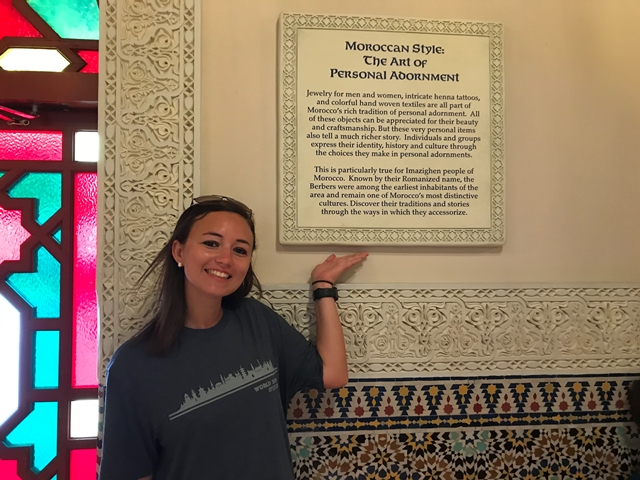 Moroccan Style:
The Art of
Personal Adornment
Jewelry for men and women, intricate henna tattoos,
and colorful hand woven textiles are all part of
Morocco's rich tradition of personal adornment. All
of these objects can be appreciated for their beauty
and craftsmanship. But these very personal items
also tell a much richer story. Individuals and groups
express their identity, history and culture through
the choices they make in personal adornments.
This is particularly true for Imazighen people of
Morocco. Known by their Romanized name, the
Berbers were among the earliest inhabitants of the
area and remain one of Morocco's most distinctive
cultures. Discover their traditions and stories
through the ways in which they accessorize.
WORLD